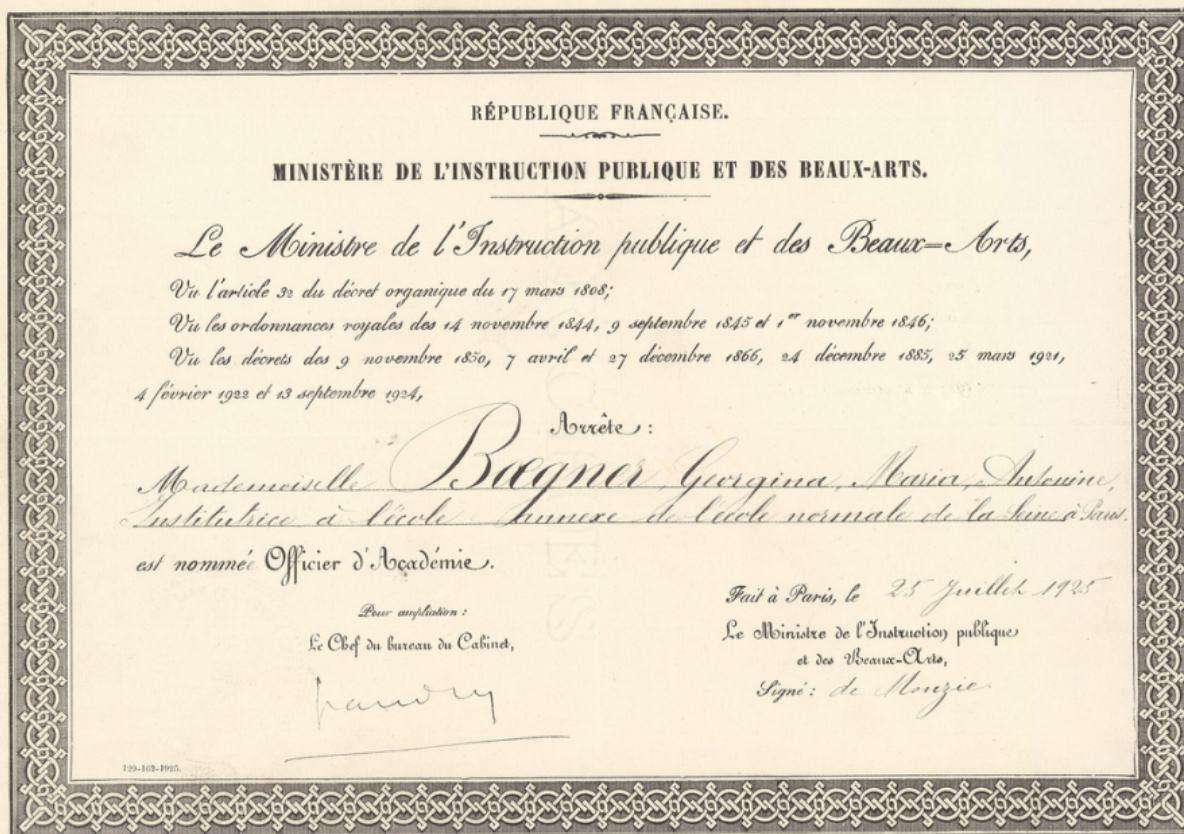 RÉPUBLIQUE FRANÇAISE.
MINISTÈRE DE L'INSTRUCTION PUBLIQUE ET DES BEAUX-ARTS.
Le Ministre de l'Instruction publique et des Beaux-Arts,
Vu l'article 32 du décret organique du 17 mars 1808;
Vu les ordonnances royales des 14 novembre 1844, 9 septembre 1845 et 1er novembre 1846;
Vu les décrets des 9 novembre 1850, 7 avril et 27 décembre 1866, 24 décembre 1885, 25 mars 1921,
4 février 1922 et 13 septembre 1924,
Arrête :
Mademoiselle Bœgner, Georgina, Maria, Antonine,
Institutrice à l'école annexe de l'école normale de la Seine à Paris.
est nommée Officier d'Académie.
Pour ampliation :
Le Chef du bureau du Cabinet,
Fait à Paris, le 25 Juillet 1925
Le Ministre de l'Instruction publique
et des Beaux-Arts,
Signé : de Monzie
129-162-1925.